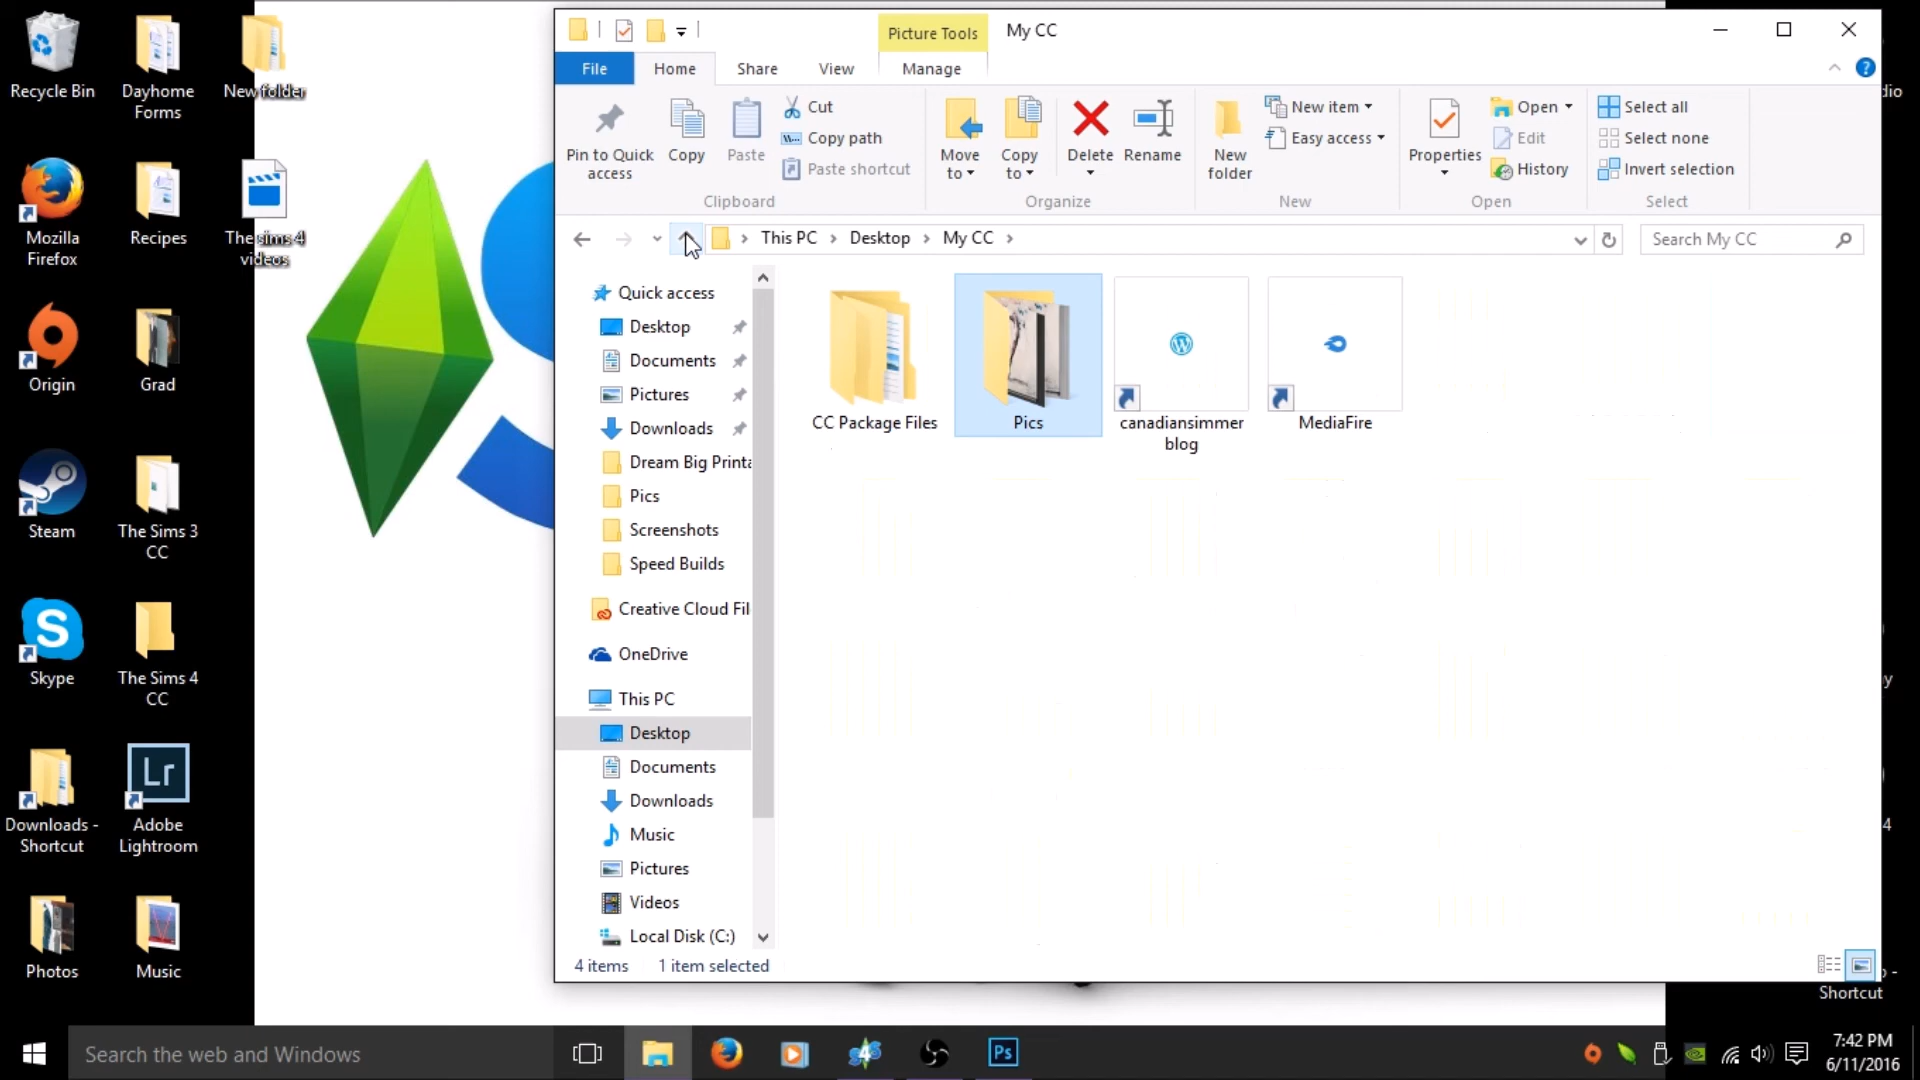 Recycle Bin
Dayhome
Forms
New folder
Mozilla
Firefox
Recipes
The sims 4
videos
Origin
Grad
Steam
The Sims 3
CC
Skype
The Sims 4
CC
Downloads -
Shortcut
Lr
Adobe
Lightroom
Photos
Music
Picture Tools
My CC
File
Home
Share
View
Manage
Pin to Quick
access
Copy
Paste
Cut
Copy path
Paste shortcut
Clipboard
Move
to
Copy
to
Delete
Rename
Organize
New
folder
New item
Easy access
New
Properties
Open
Edit
History
Open
Select all
Select none
Invert selection
Select
This PC
Desktop
My CC
Search My CC
Quick access
Desktop
Documents
Pictures
Downloads
Dream Big Printa
Pics
Screenshots
Speed Builds
Creative Cloud Fil
OneDrive
This PC
Desktop
Documents
Downloads
Music
Pictures
Videos
Local Disk (C:)
CC Package Files
Pics
canadiansimmer
blog
MediaFire
4 items
1 item selected
dio
y
4
-
Shortcut
Search the web and Windows
Ps
7:42 PM
6/11/2016